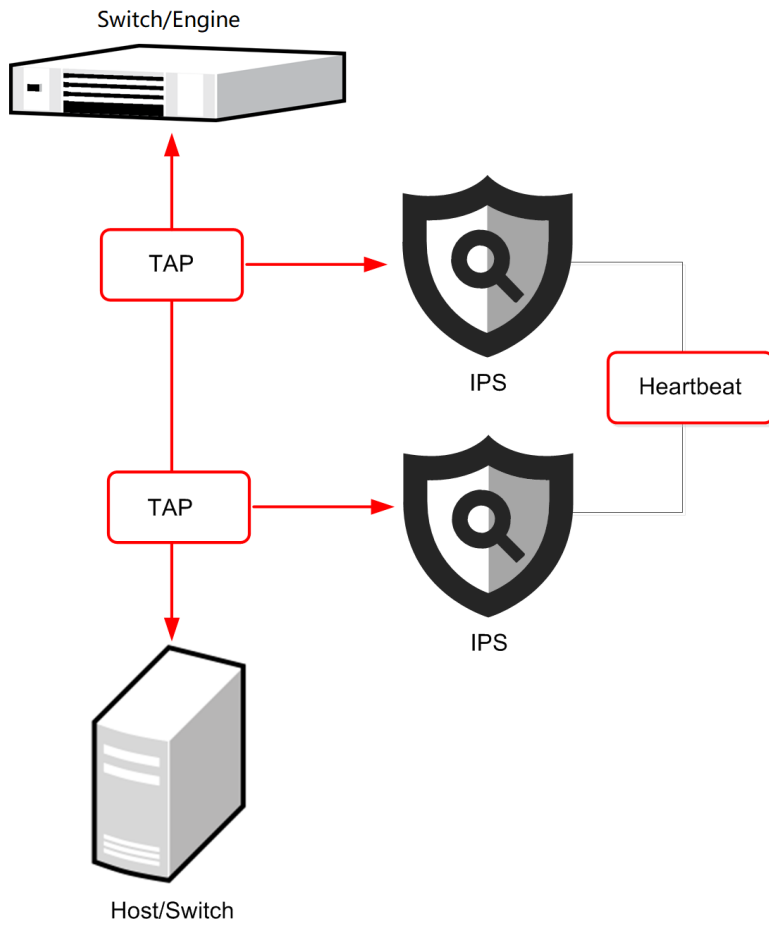 Switch/Engine
TAP
IPS
Heartbeat
TAP
IPS
Host/Switch